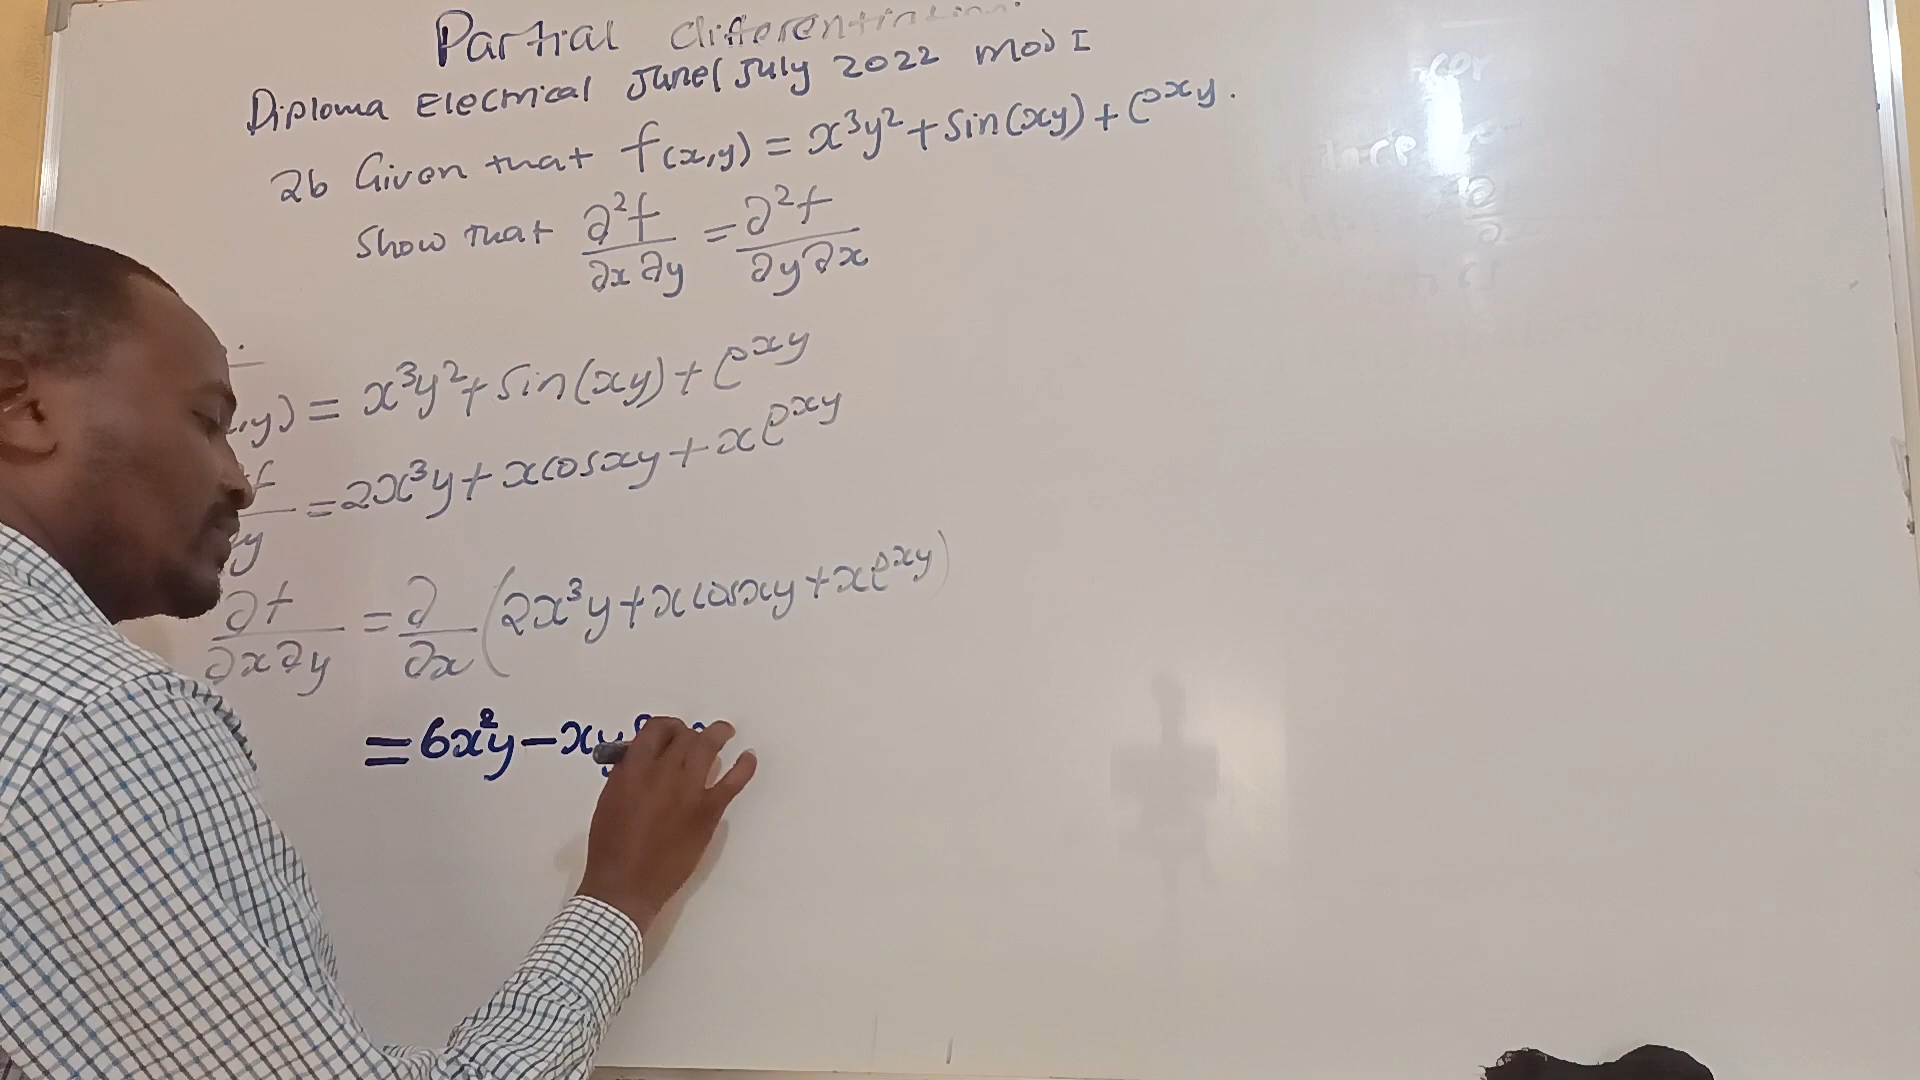 Partial differentiation.
Diploma Electrical June/July 2022 mod I
2b Given that f(x,y) = x³y² + sin(xy) + e^xy.
Show that ∂²f/∂x∂y = ∂²f/∂y∂x
,y) = x³y² + sin(xy) + e^xy
f/y = 2x³y + xcosxy + xe^xy
∂f/∂x∂y = ∂/∂x (2x³y + xcosxy + xe^xy)
= 6x²y - xy